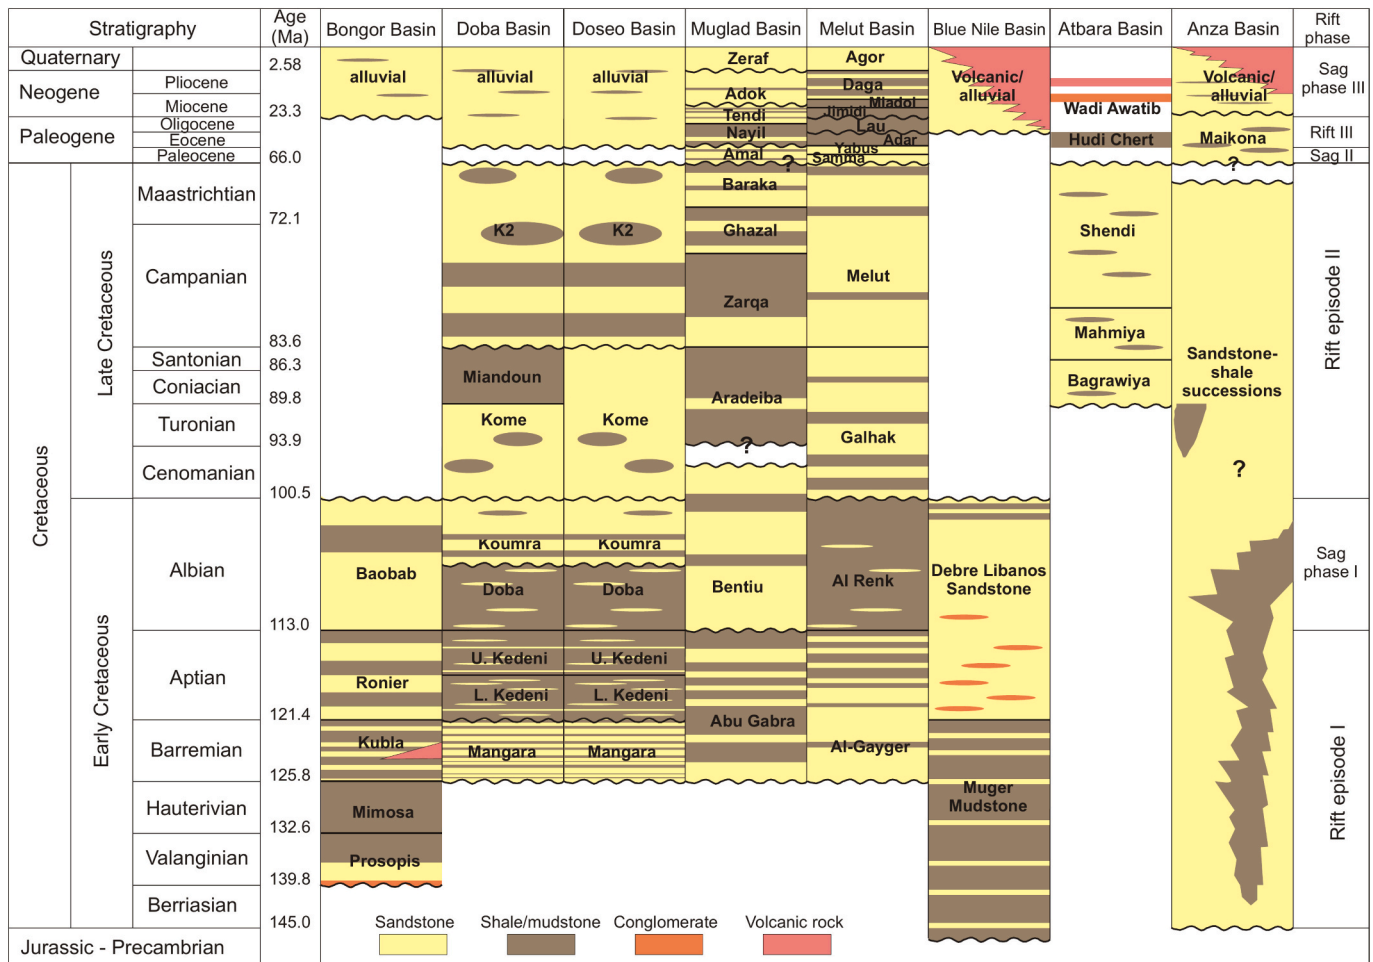 Stratigraphy
Age
(Ma)
Bongor Basin
Doba Basin
Doseo Basin
Muglad Basin
Melut Basin
Blue Nile Basin
Atbara Basin
Anza Basin
Rift
phase
Quaternary
Neogene
Paleogene
Pliocene
Miocene
Oligocene
Eocene
Paleocene
Cretaceous
Late Cretaceous
Early Cretaceous
Maastrichtian
Campanian
Santonian
Coniacian
Turonian
Cenomanian
Albian
Aptian
Barremian
Hauterivian
Valanginian
Berriasian
Jurassic - Precambrian
2.58
23.3
66.0
72.1
83.6
86.3
89.8
93.9
100.5
113.0
121.4
125.8
132.6
139.8
145.0
alluvial
Baobab
Ronier
Kubla
Mimosa
Prosopis
alluvial
K2
Miandoun
Kome
Koumra
Doba
U. Kedeni
L. Kedeni
Mangara
alluvial
K2
Kome
Koumra
Doba
U. Kedeni
L. Kedeni
Mangara
Zeraf
Adok
Tendi
Nayil
Amal
?
Baraka
Ghazal
Zarqa
Aradeiba
?
Bentiu
Abu Gabra
Agor
Daga
Miadol
Jimidi
Lau
Adar
Yabus
Samma
Melut
Galhak
Al Renk
Al-Gayger
Volcanic/
alluvial
Debre Libanos
Sandstone
Muger
Mudstone
Wadi Awatib
Hudi Chert
Shendi
Mahmiya
Bagrawiya
Volcanic/
alluvial
Maikona
?
Sandstone-
shale
successions
?
Sag
phase III
Rift III
Sag II
Rift episode II
Sag
phase I
Rift episode I
Sandstone
Shale/mudstone
Conglomerate
Volcanic rock